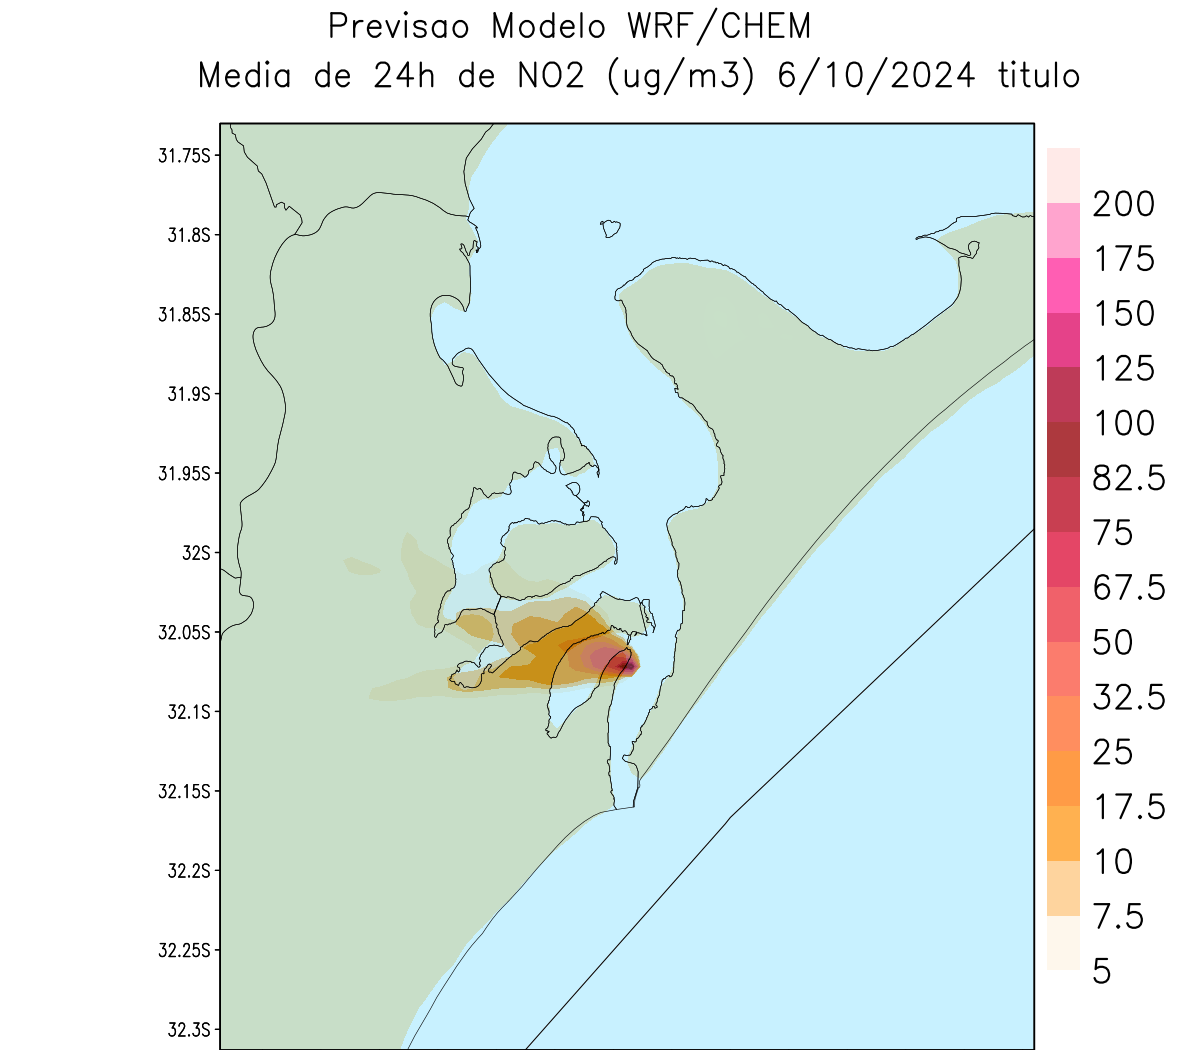 Previsao Modelo WRF/CHEM
Media de 24h de NO2 (ug/m3) 6/10/2024 titulo
31.75S
31.8S
31.85S
31.9S
31.95S
32S
32.05S
32.1S
32.15S
32.2S
32.25S
32.3S
200
175
150
125
100
82.5
75
67.5
50
32.5
25
17.5
10
7.5
5